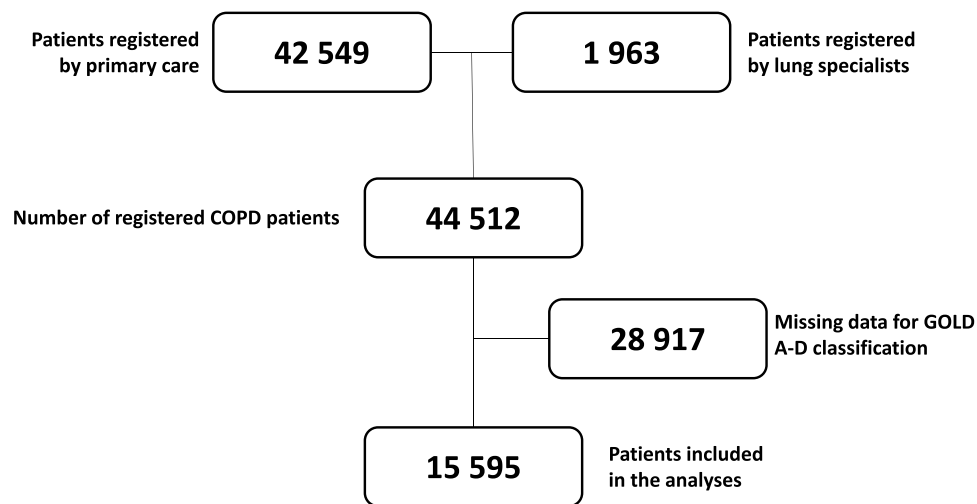 Patients registered
by primary care
42 549
1 963
Patients registered
by lung specialists
Number of registered COPD patients
44 512
28 917
Missing data for GOLD
A-D classification
15 595
Patients included
in the analyses